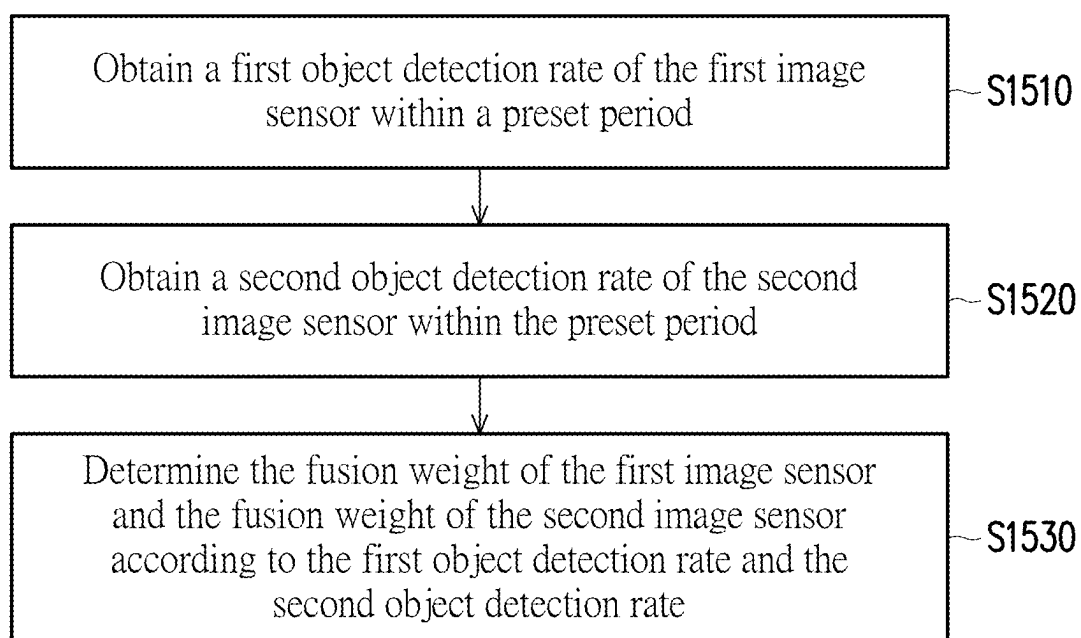 Obtain a first object detection rate of the first image
sensor within a preset period
S1510
Obtain a second object detection rate of the second
image sensor within the preset period
S1520
Determine the fusion weight of the first image sensor
and the fusion weight of the second image sensor
according to the first object detection rate and the
second object detection rate
S1530